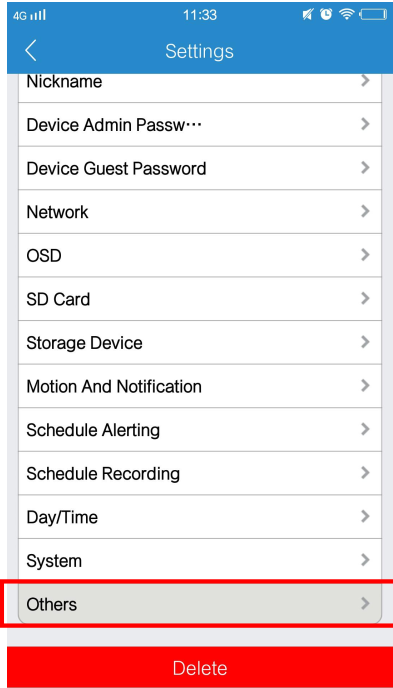 4G 11:33
Settings
Nickname
Device Admin Passw···
Device Guest Password
Network
OSD
SD Card
Storage Device
Motion And Notification
Schedule Alerting
Schedule Recording
Day/Time
System
Others
Delete